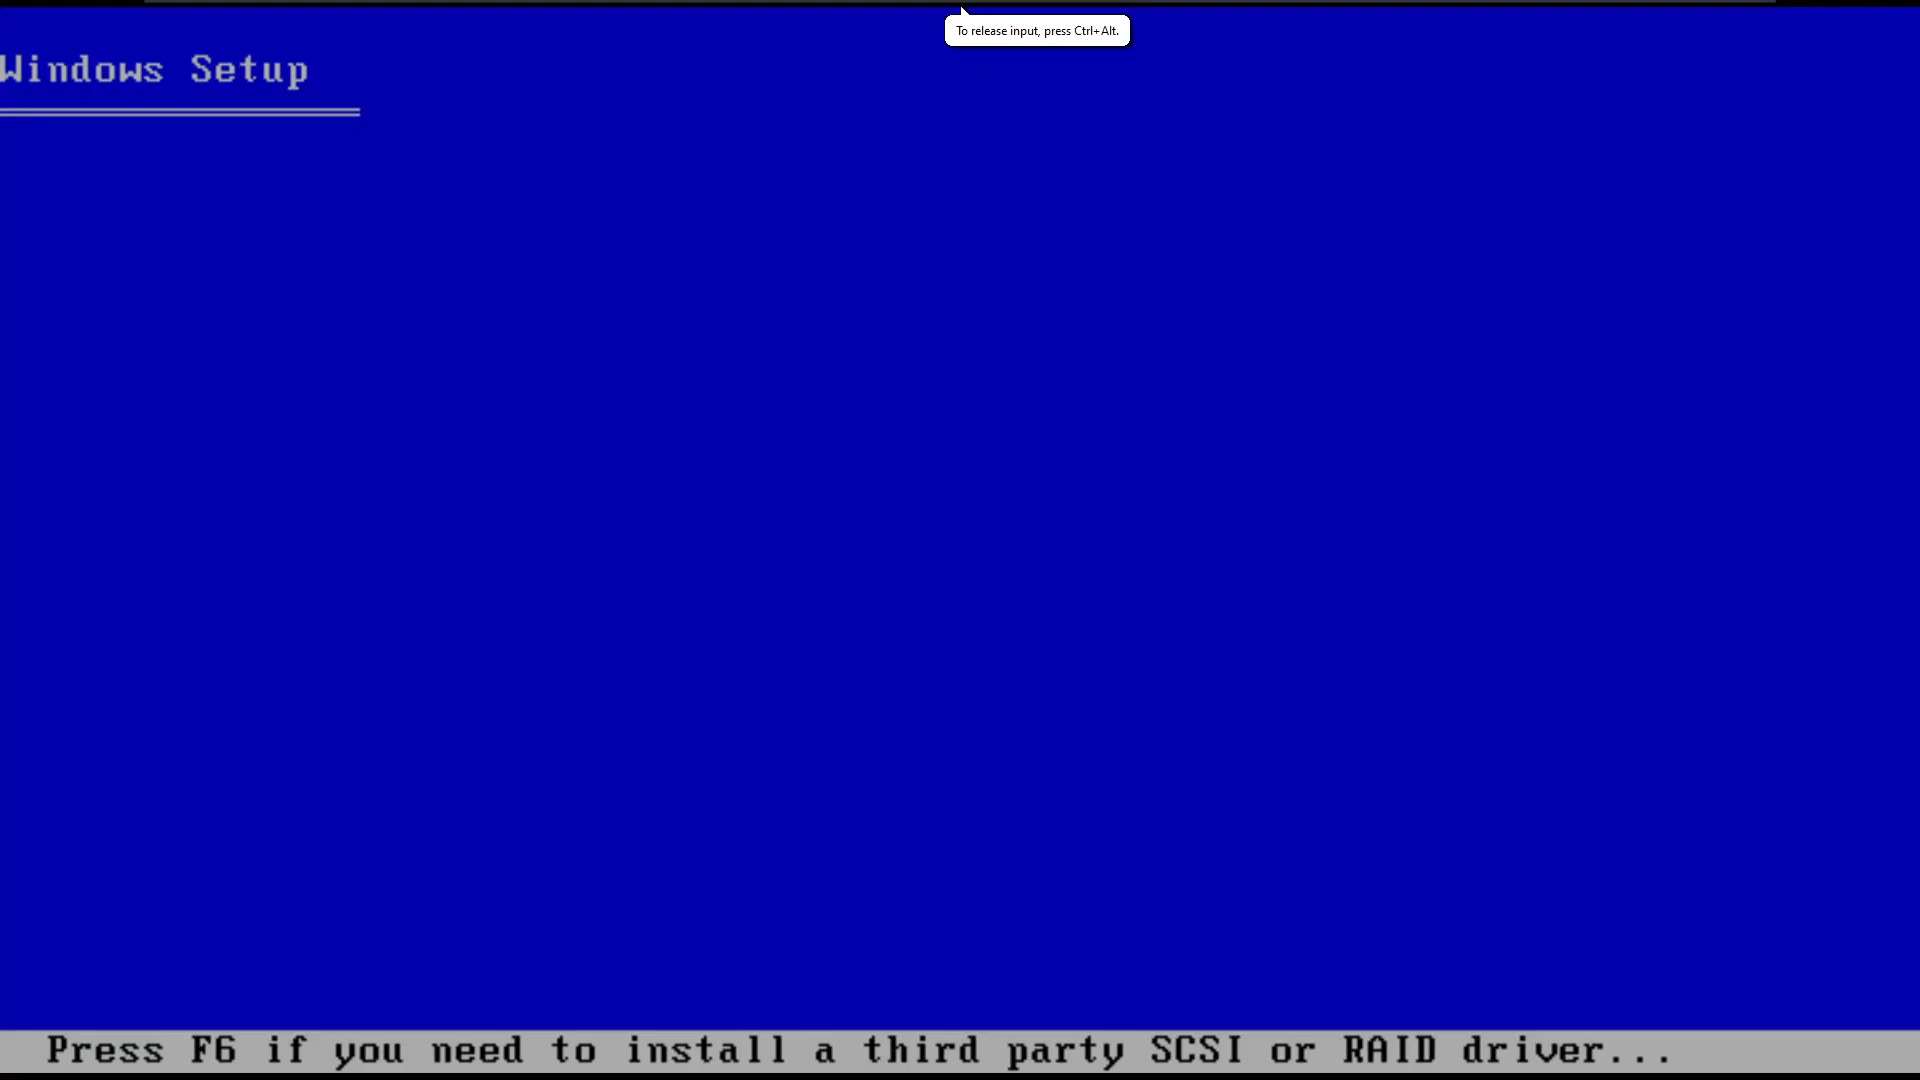 To release input, press Ctrl+Alt.
Windows Setup
Press F6 if you need to install a third party SCSI or RAID driver...